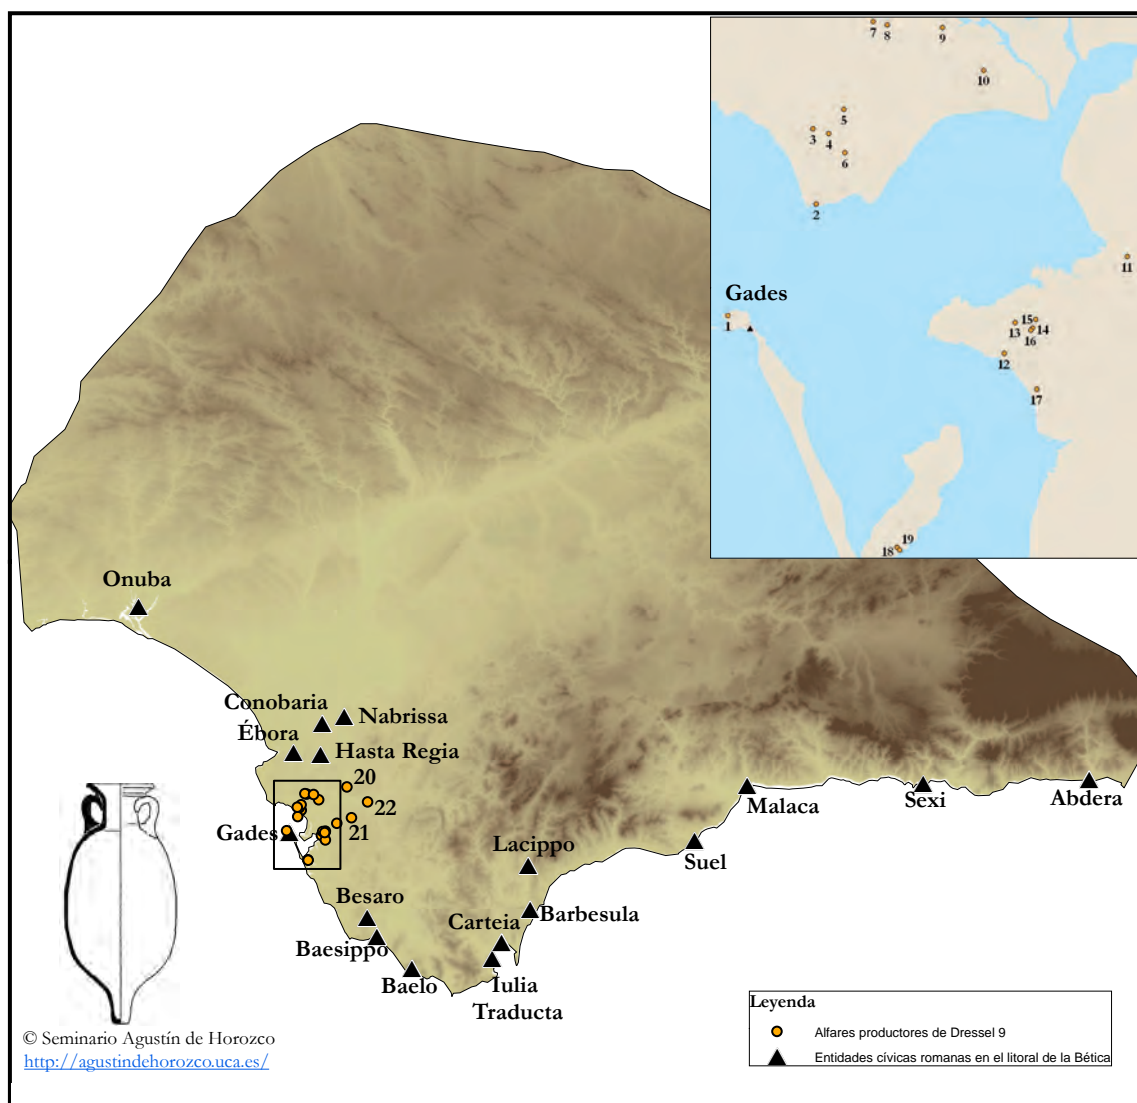 7
8
9
10
5
3
4
6
2
11
Gades
1
15
13
14
16
12
17
19
18
Onuba
Conobaria
Nabrissa
Ébora
Hasta Regia
20
22
Gades
21
Malaca
Sexi
Abdera
Suel
Lacippo
Besaro
Carteia
Barbesula
Baesippo
Baelo
Iulia
Traducta
Leyenda
Alfares productores de Dressel 9
Entidades cívicas romanas en el litoral de la Bética
© Seminario Agustín de Horozco
http://agustindehorozco.uca.es/